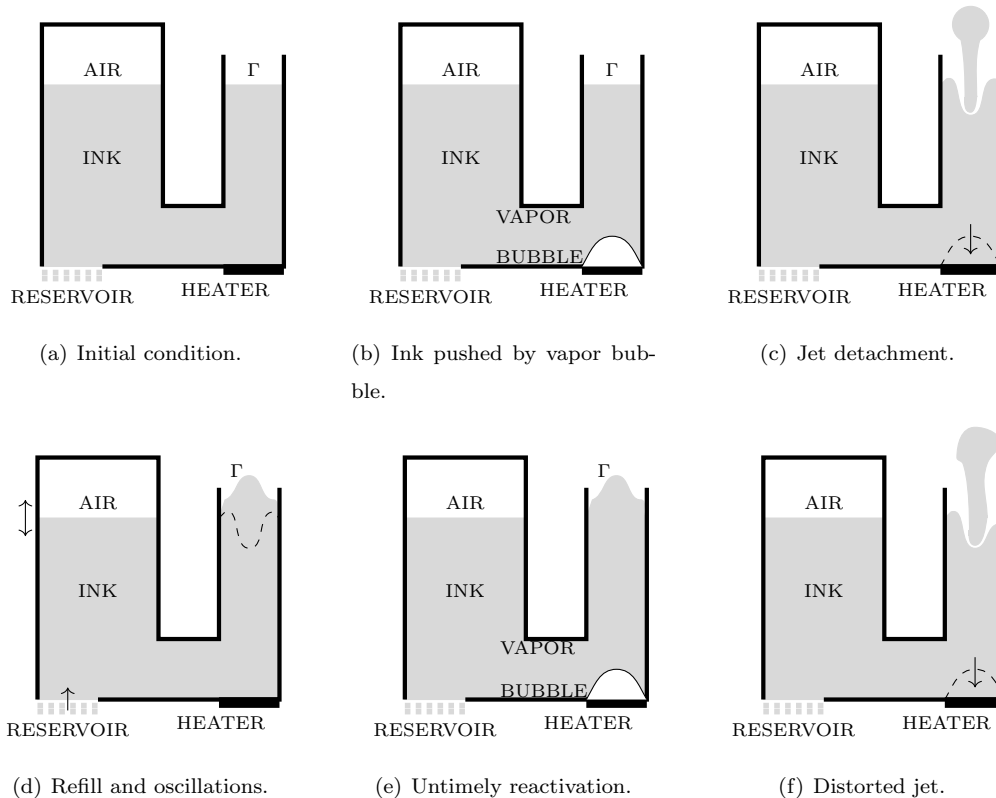 AIR
Γ
INK
RESERVOIR
HEATER
(a) Initial condition.
AIR
Γ
INK
VAPOR
BUBBLE
HEATER
RESERVOIR
(b) Ink pushed by vapor bub-
ble.
AIR
INK
HEATER
RESERVOIR
(c) Jet detachment.
Γ
AIR
INK
RESERVOIR
HEATER
(d) Refill and oscillations.
Γ
AIR
INK
VAPOR
BUBBLE
HEATER
RESERVOIR
(e) Untimely reactivation.
AIR
INK
HEATER
RESERVOIR
(f) Distorted jet.